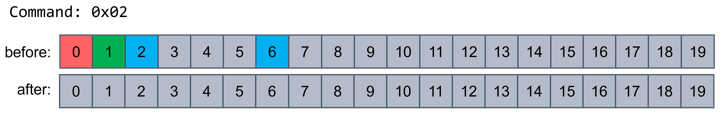 Command: 0x02
before: 0 1 2 3 4 5 6 7 8 9 10 11 12 13 14 15 16 17 18 19
after: 0 1 2 3 4 5 6 7 8 9 10 11 12 13 14 15 16 17 18 19